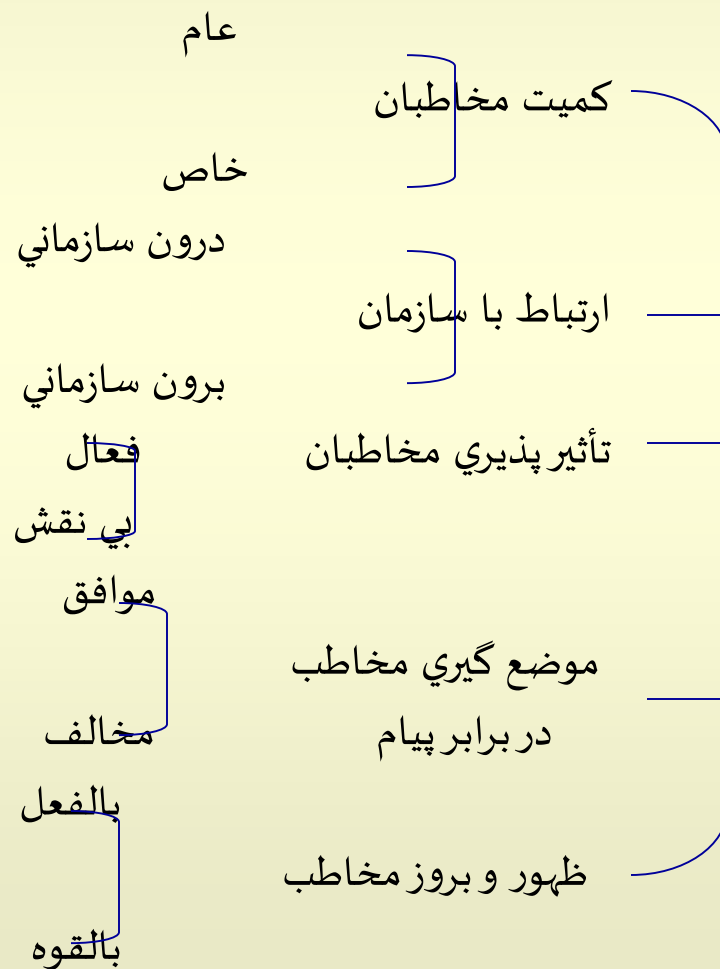 عام
کميت مخاطبان
خاص
درون سازماني
ارتباط با سازمان
برون سازماني
تأثير پذيري مخاطبان
فعال
بي نقش
موافق
موضع گيري مخاطب
در برابر پيام
مخالف
بالفعل
ظهور و بروز مخاطب
بالقوه